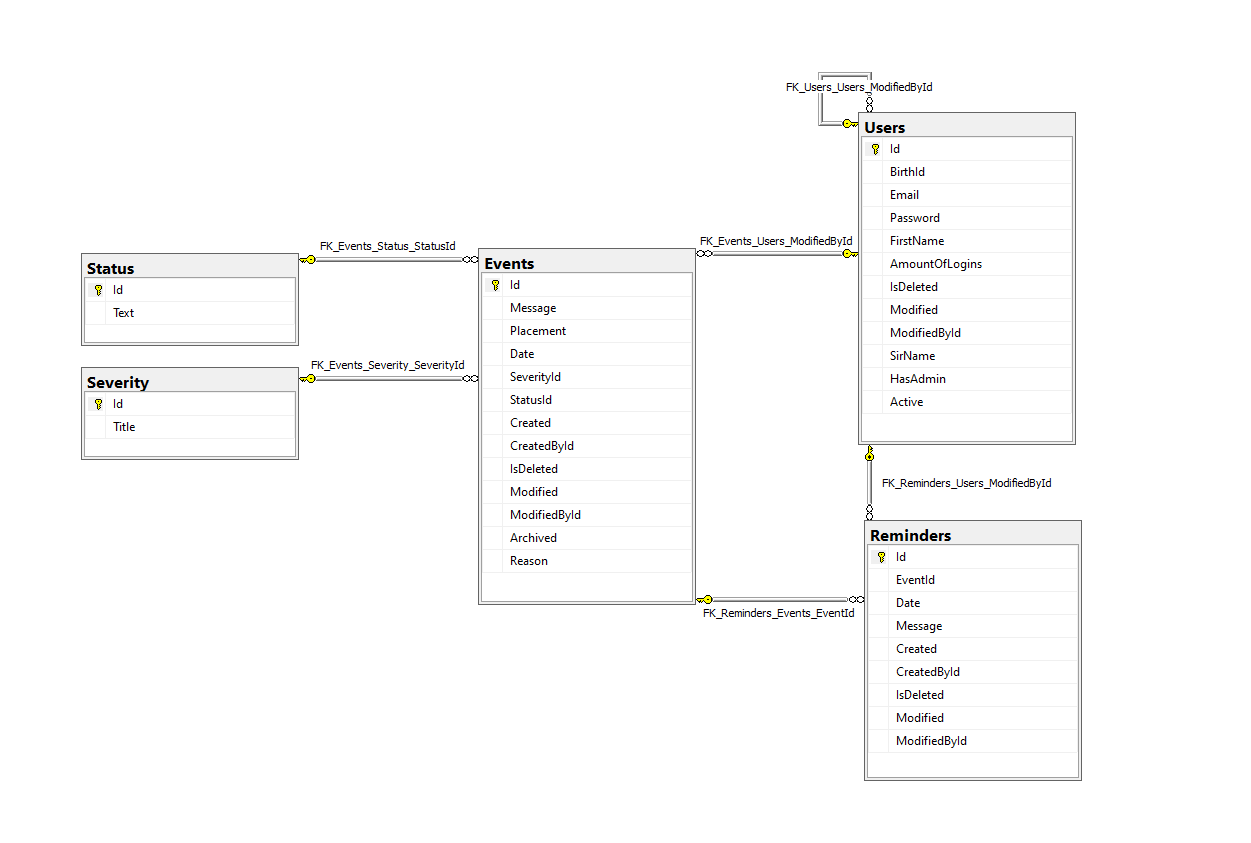 FK_Users_Users_ModifiedById
Users
Id
BirthId
Email
Password
FirstName
AmountOfLogins
IsDeleted
Modified
ModifiedById
SirName
HasAdmin
Active
FK_Events_Status_StatusId
FK_Events_Users_ModifiedById
Status
Id
Text
Events
Id
Message
Placement
Date
SeverityId
StatusId
Created
CreatedById
IsDeleted
Modified
ModifiedById
Archived
Reason
FK_Events_Severity_SeverityId
Severity
Id
Title
FK_Reminders_Users_ModifiedById
Reminders
Id
EventId
Date
Message
Created
CreatedById
IsDeleted
Modified
ModifiedById
FK_Reminders_Events_EventId